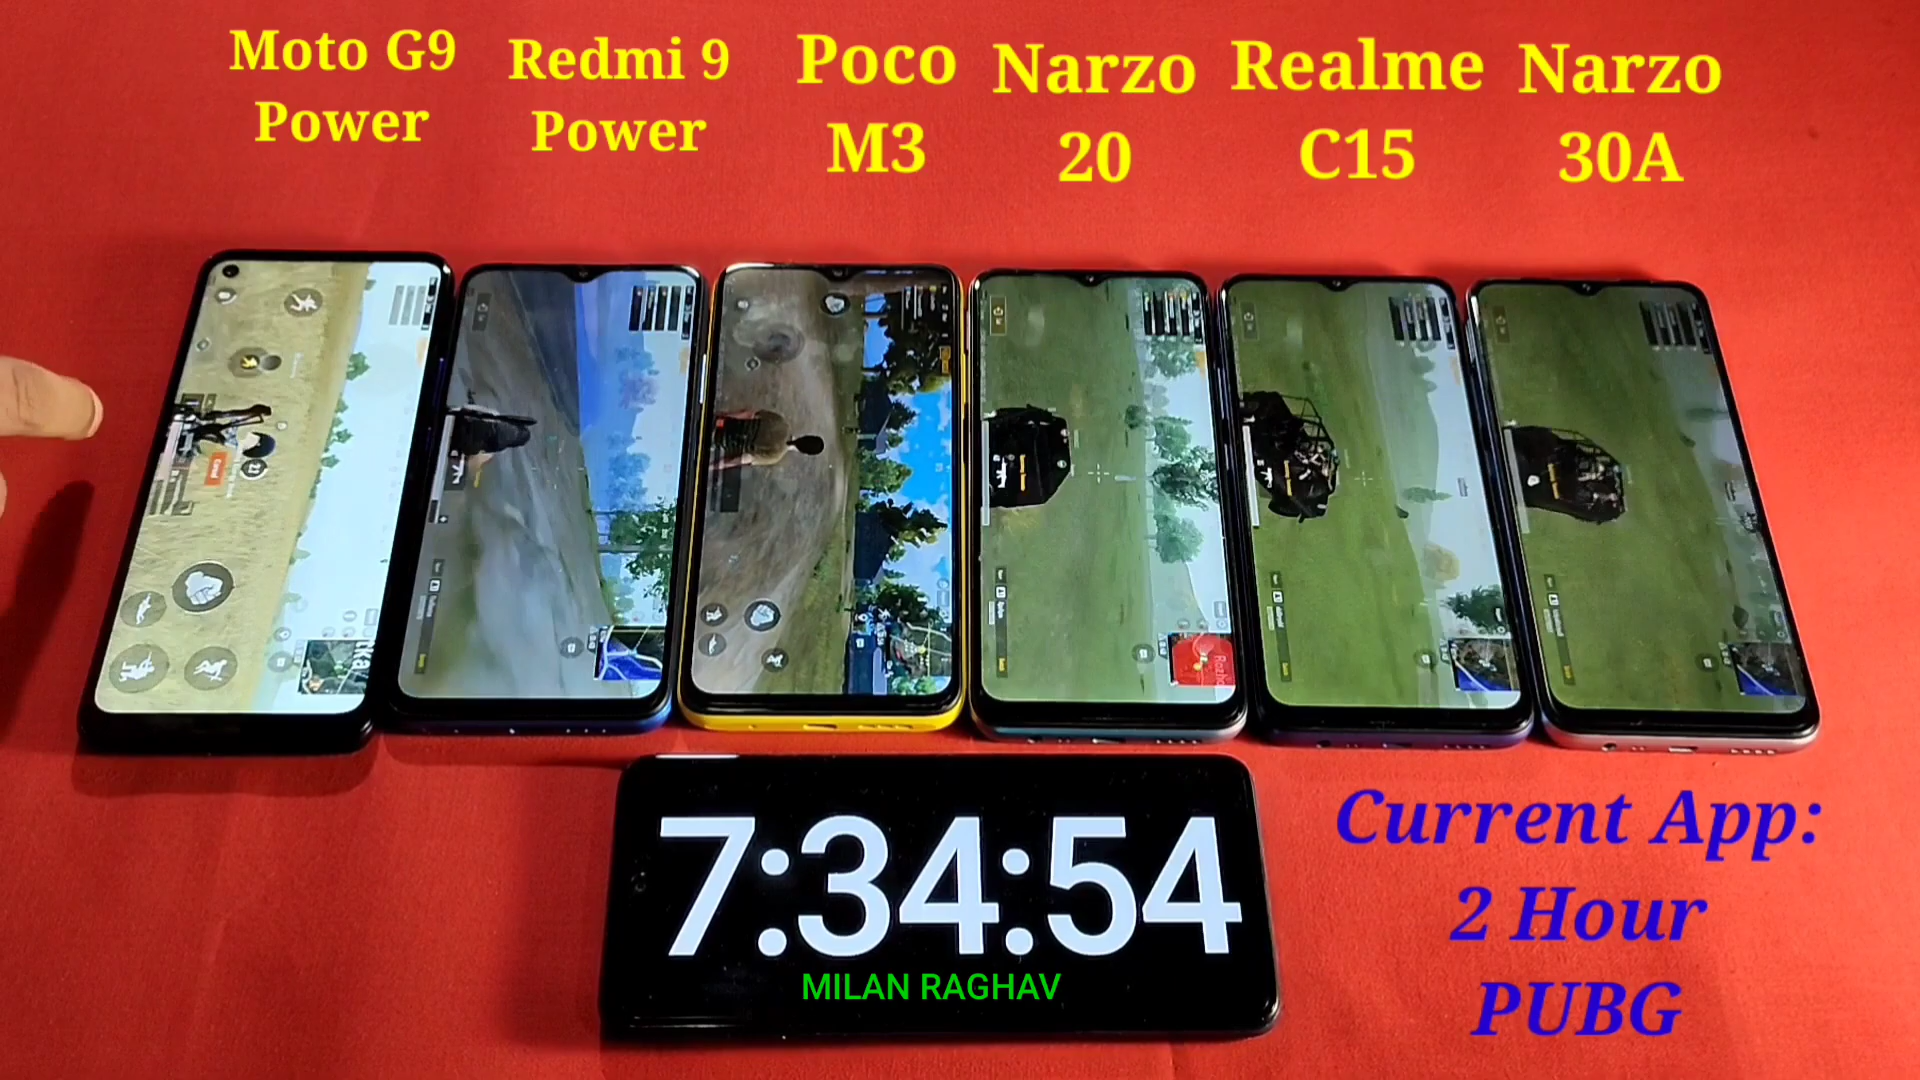 Moto G9
Power
Redmi 9
Power
Poco
M3
Narzo
20
Realme
C15
Narzo
30A
7:34:54
MILAN RAGHAV
Current App:
2 Hour
PUBG